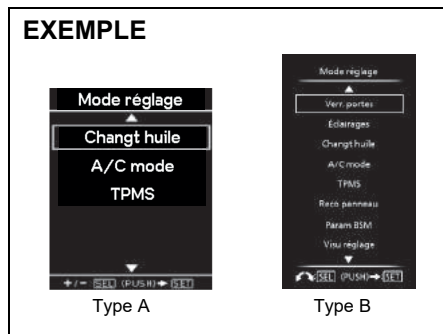 EXEMPLE
Mode réglage
Changt huile
A/C mode
TPMS
+/- SEL (PUSH)➔ SET
Type A
Mode réglage
Verr. portes
Éclairages
Changt huile
A/C mode
TPMS
Reco panneau
Param BSM
Visu réglage
SEL (PUSH)➔ SET
Type B